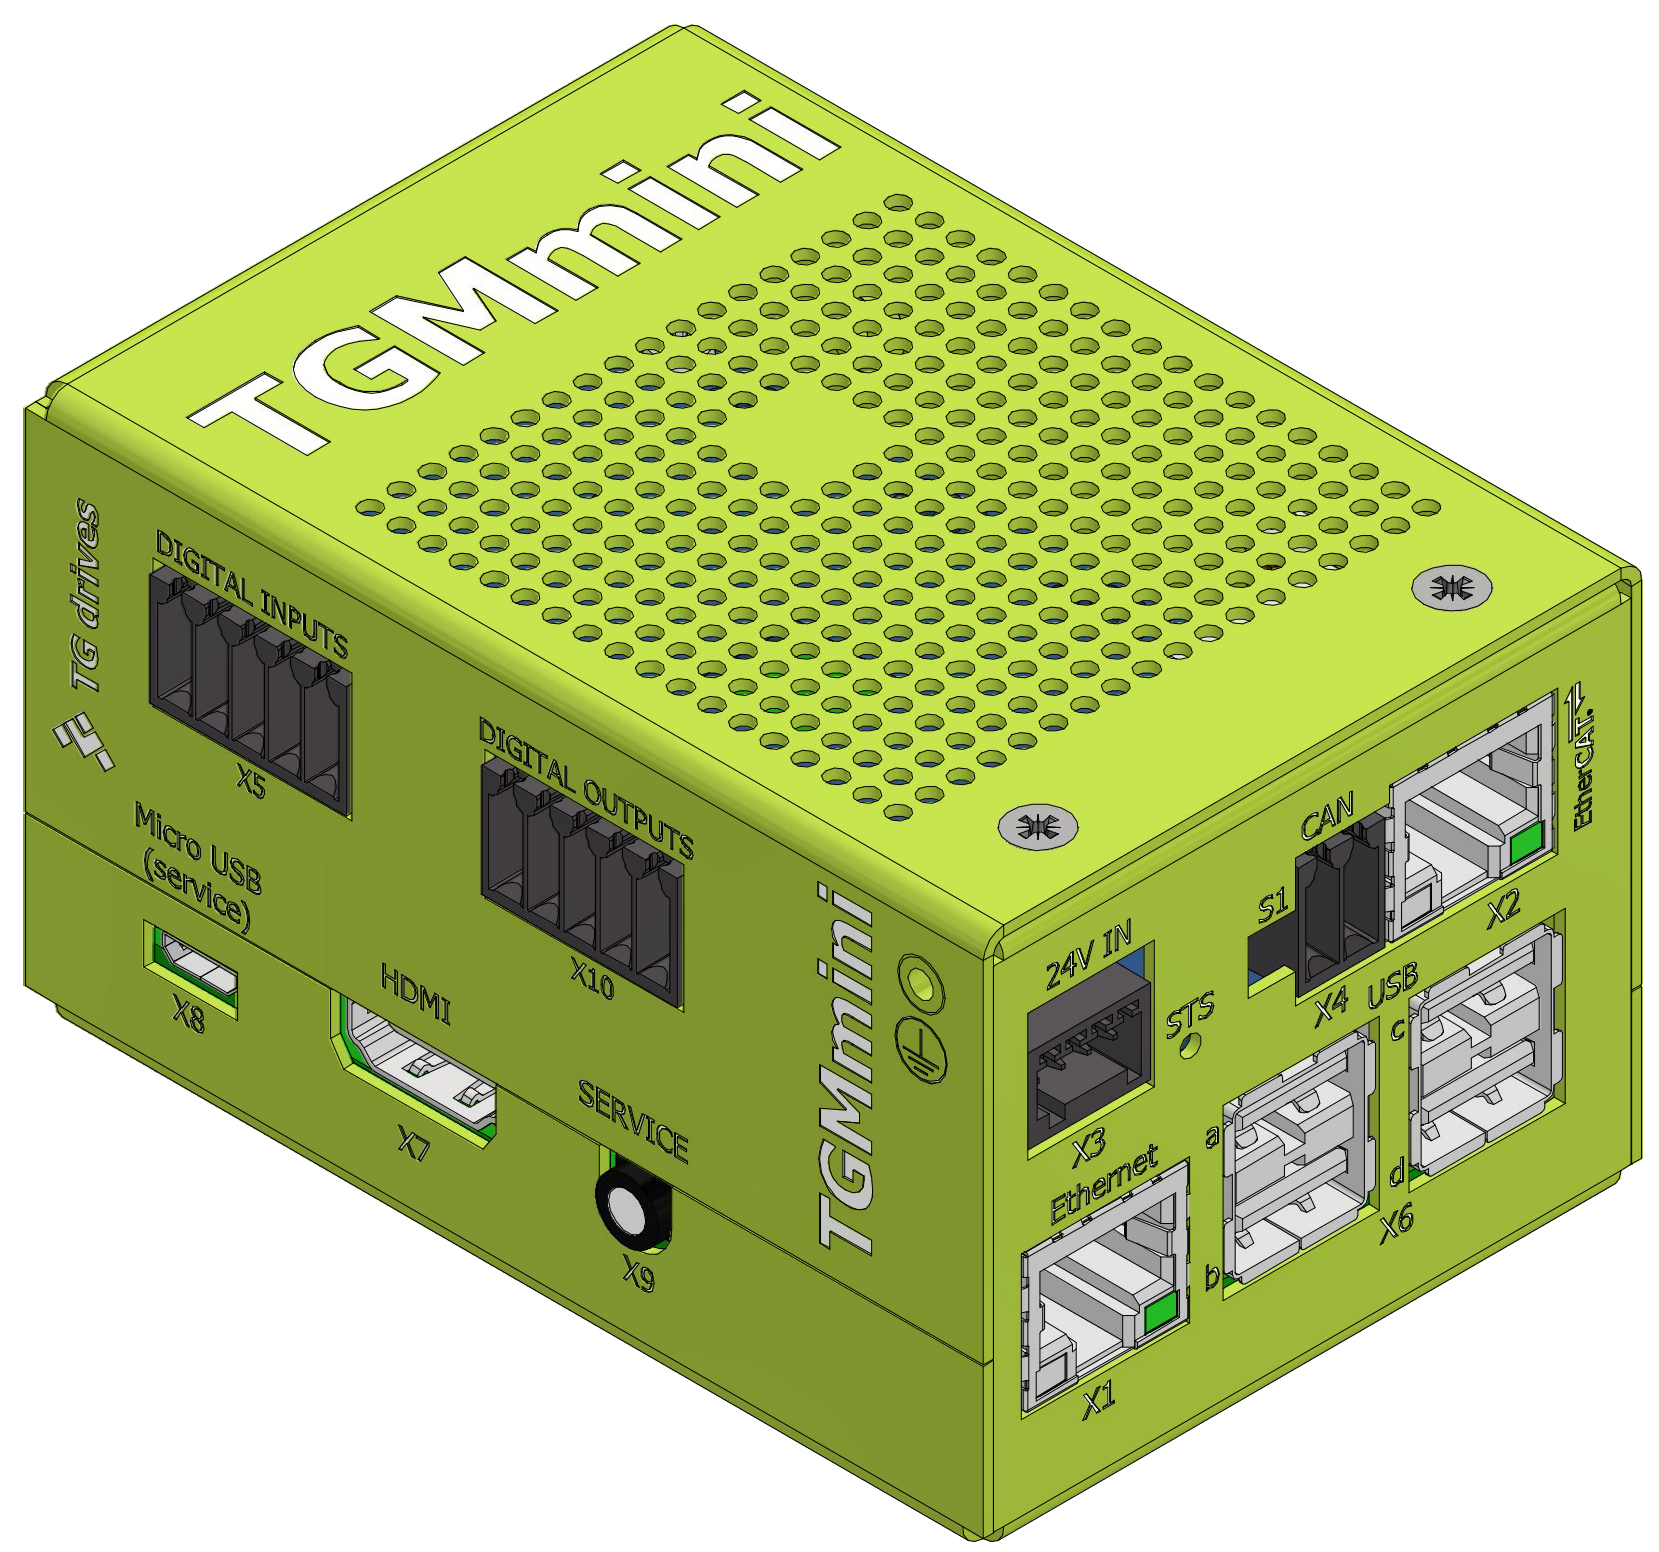 TGMmini
TG drives
DIGITAL INPUTS
X5
DIGITAL OUTPUTS
X10
Micro USB
(service)
X8
HDMI
X7
SERVICE
X9
TGMmini
24V IN
X3
STS
S1
CAN
X4
EtherCAT.
X2
USB
a
b
c
d
X6
Ethernet
X1